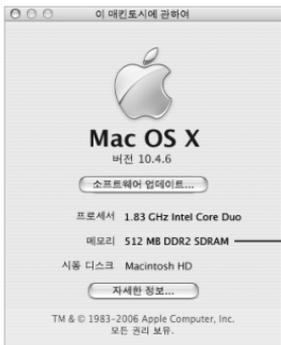 이 매킨토시에 관하여
Mac OS X
버전 10.4.6
소프트웨어 업데이트...
프로세서 1.83 GHz Intel Core Duo
메모리 512 MB DDR2 SDRAM
시동 디스크 Macintosh HD
자세한 정보...
TM & © 1983-2006 Apple Computer, Inc.
모든 권리 보유.